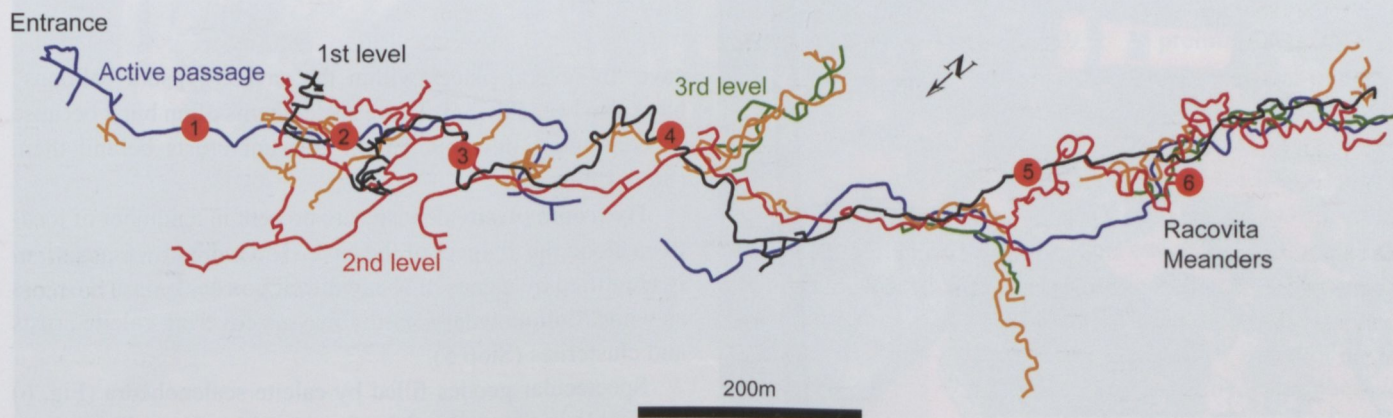 Entrance
1st level
Active passage
3rd level
N
1
2
3
4
5
6
2nd level
Racovita
Meanders
200m